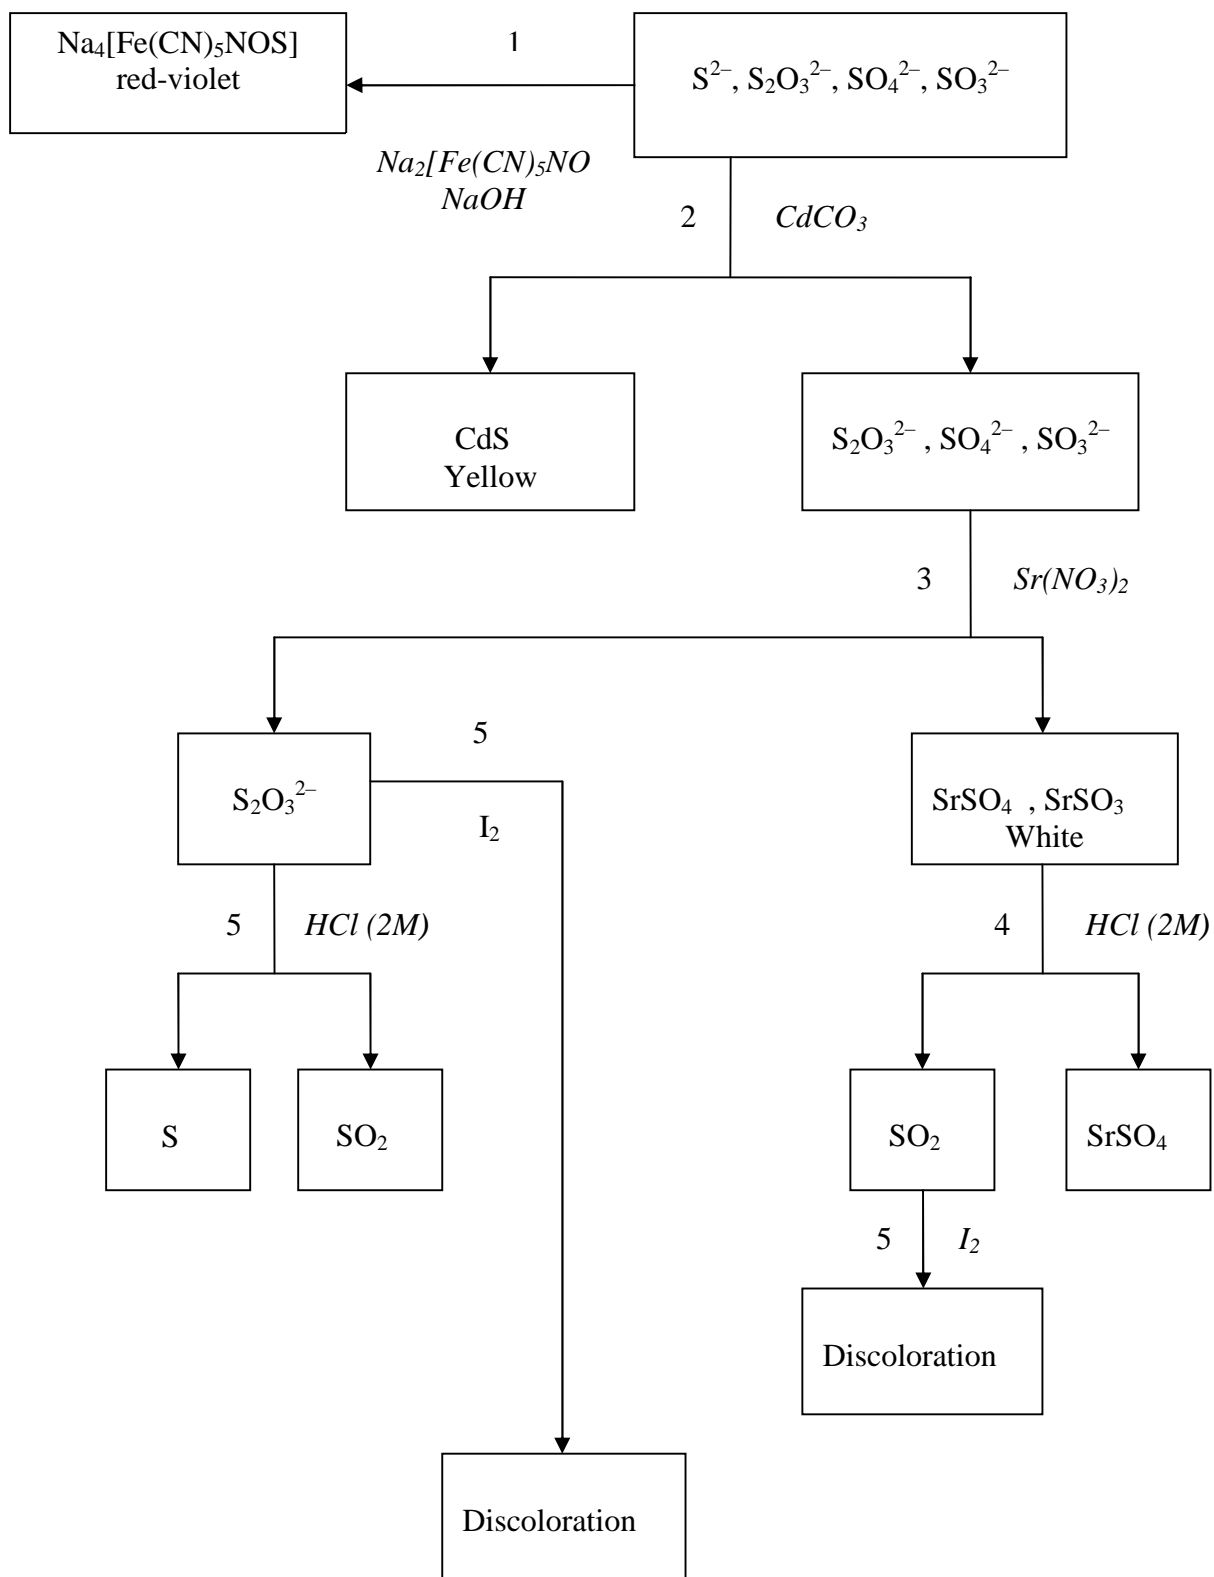 Na₄[Fe(CN)₅NOS]
red-violet
1
S²⁻, S₂O₃²⁻, SO₄²⁻, SO₃²⁻
Na₂[Fe(CN)₅NO
NaOH
2
CdCO₃
CdS
Yellow
S₂O₃²⁻ , SO₄²⁻ , SO₃²⁻
3
Sr(NO₃)₂
S₂O₃²⁻
5
I₂
SrSO₄ , SrSO₃
White
5
HCl (2M)
4
HCl (2M)
S
SO₂
SO₂
SrSO₄
5
I₂
Discoloration
Discoloration